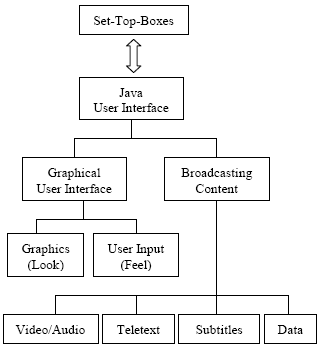 Set-Top-Boxes
Java
User Interface
Graphical
User Interface
Broadcasting
Content
Graphics
(Look)
User Input
(Feel)
Video/Audio
Teletext
Subtitles
Data